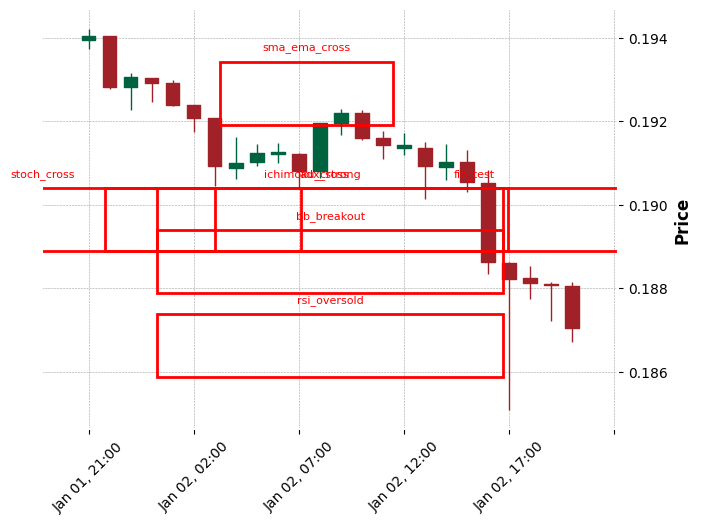 sma_ema_cross
stoch_cross
fib_test
bb_breakout
rsi_oversold
0.194
0.192
0.190
0.188
0.186
Price
Jan 01, 21:00
Jan 02, 02:00
Jan 02, 07:00
Jan 02, 12:00
Jan 02, 17:00